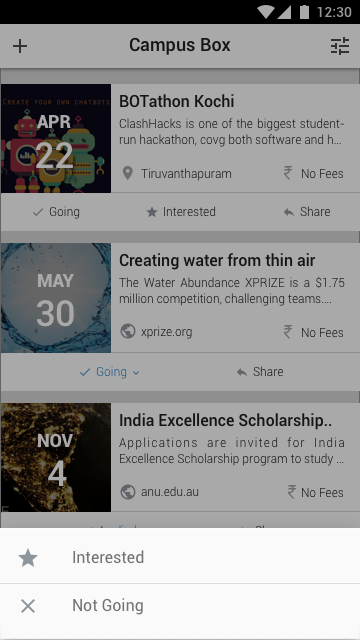 12:30
Campus Box
CREATE YOUR OWN CHATBOTS
APR
22
BOTathon Kochi
ClashHacks is one of the biggest student-
run hackathon, covg both software and h...
Tiruvanthapuram
₹ No Fees
Going
Interested
Share
MAY
30
Creating water from thin air
The Water Abundance XPRIZE is a $1.75
million competition, challenging teams....
xprize.org
₹ No Fees
Going
Share
NOV
4
India Excellence Scholarship..
Applications are invited for India
Excellence Scholarship program to study ...
anu.edu.au
₹ No Fees
Interested
Not Going